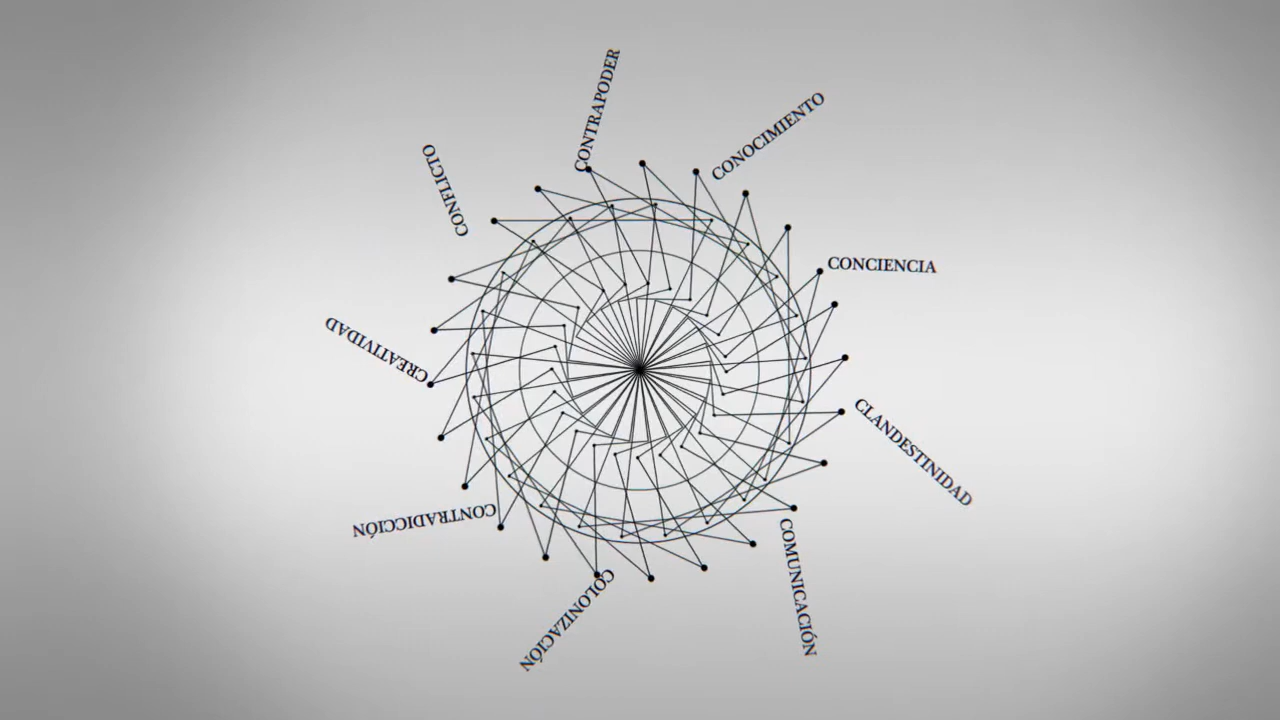 CONTRAPODER
CONOCIMIENTO
CONCIENCIA
CLANDESTINIDAD
COMUNICACIÓN
COLONIZACIÓN
CONTRADICCIÓN
CREATIVIDAD
CONFLICTO